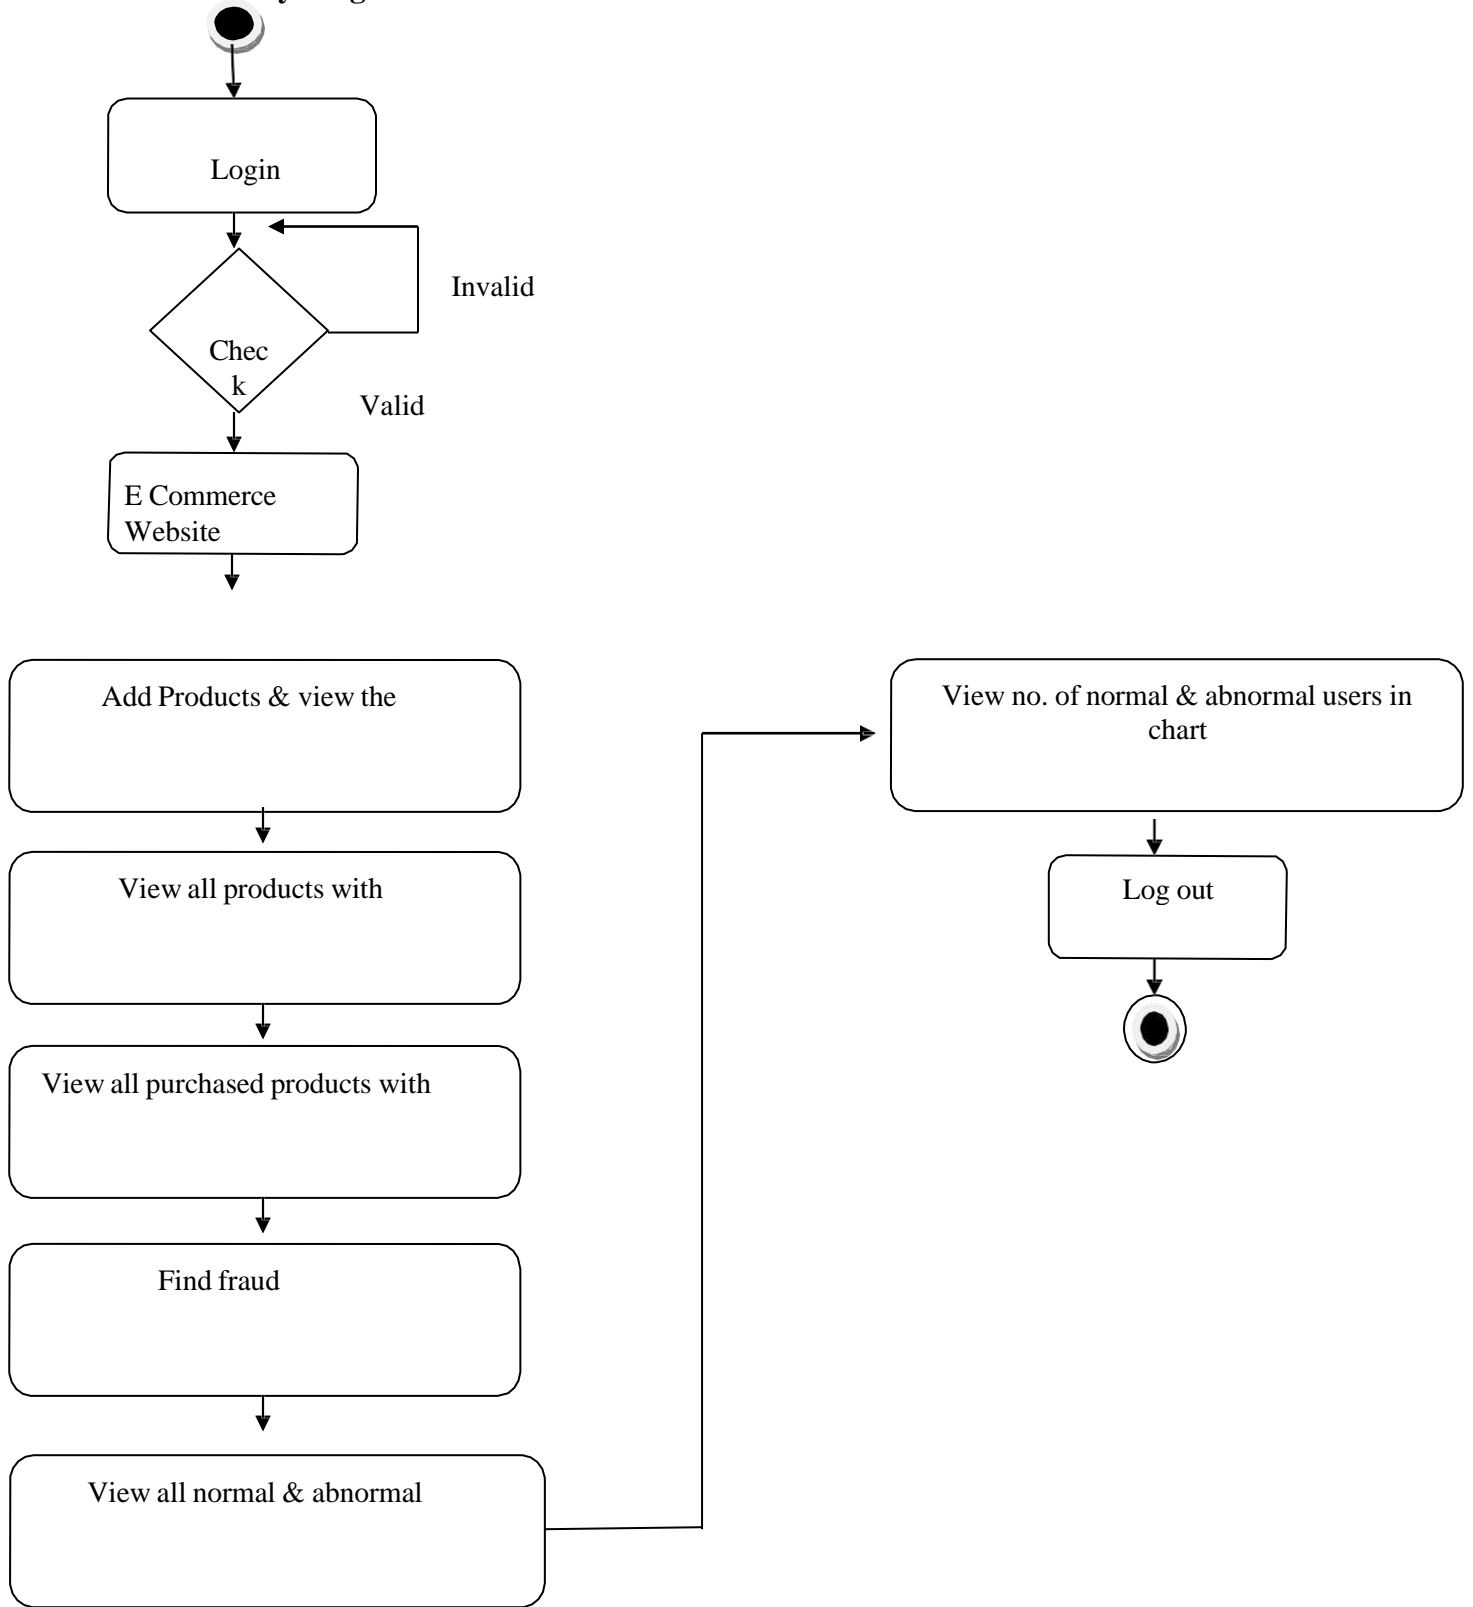 Login
Invalid
Chec
k
Valid
E Commerce
Website
Add Products & view the
View all products with
View all purchased products with
Find fraud
View all normal & abnormal
View no. of normal & abnormal users in
chart
Log out